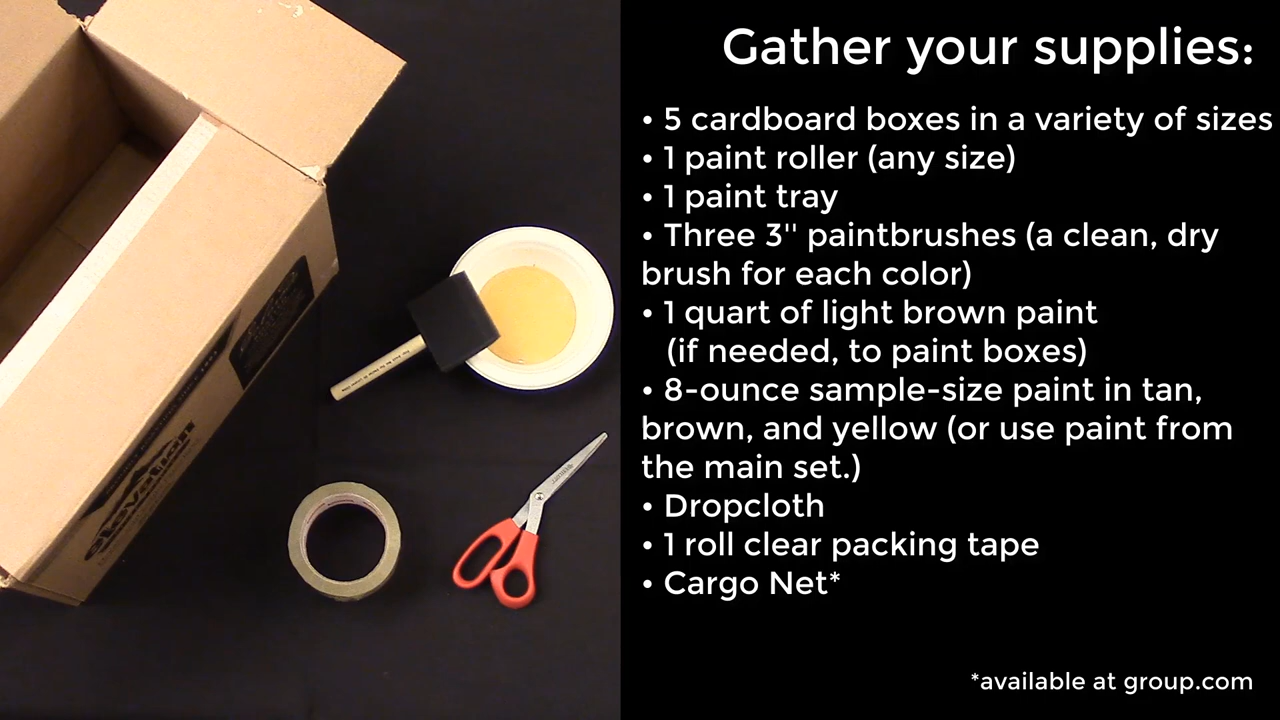 Gather your supplies:
• 5 cardboard boxes in a variety of sizes
• 1 paint roller (any size)
• 1 paint tray
• Three 3'' paintbrushes (a clean, dry
brush for each color)
• 1 quart of light brown paint
(if needed, to paint boxes)
• 8-ounce sample-size paint in tan,
brown, and yellow (or use paint from
the main set.)
• Dropcloth
• 1 roll clear packing tape
• Cargo Net*
*available at group.com
elevation